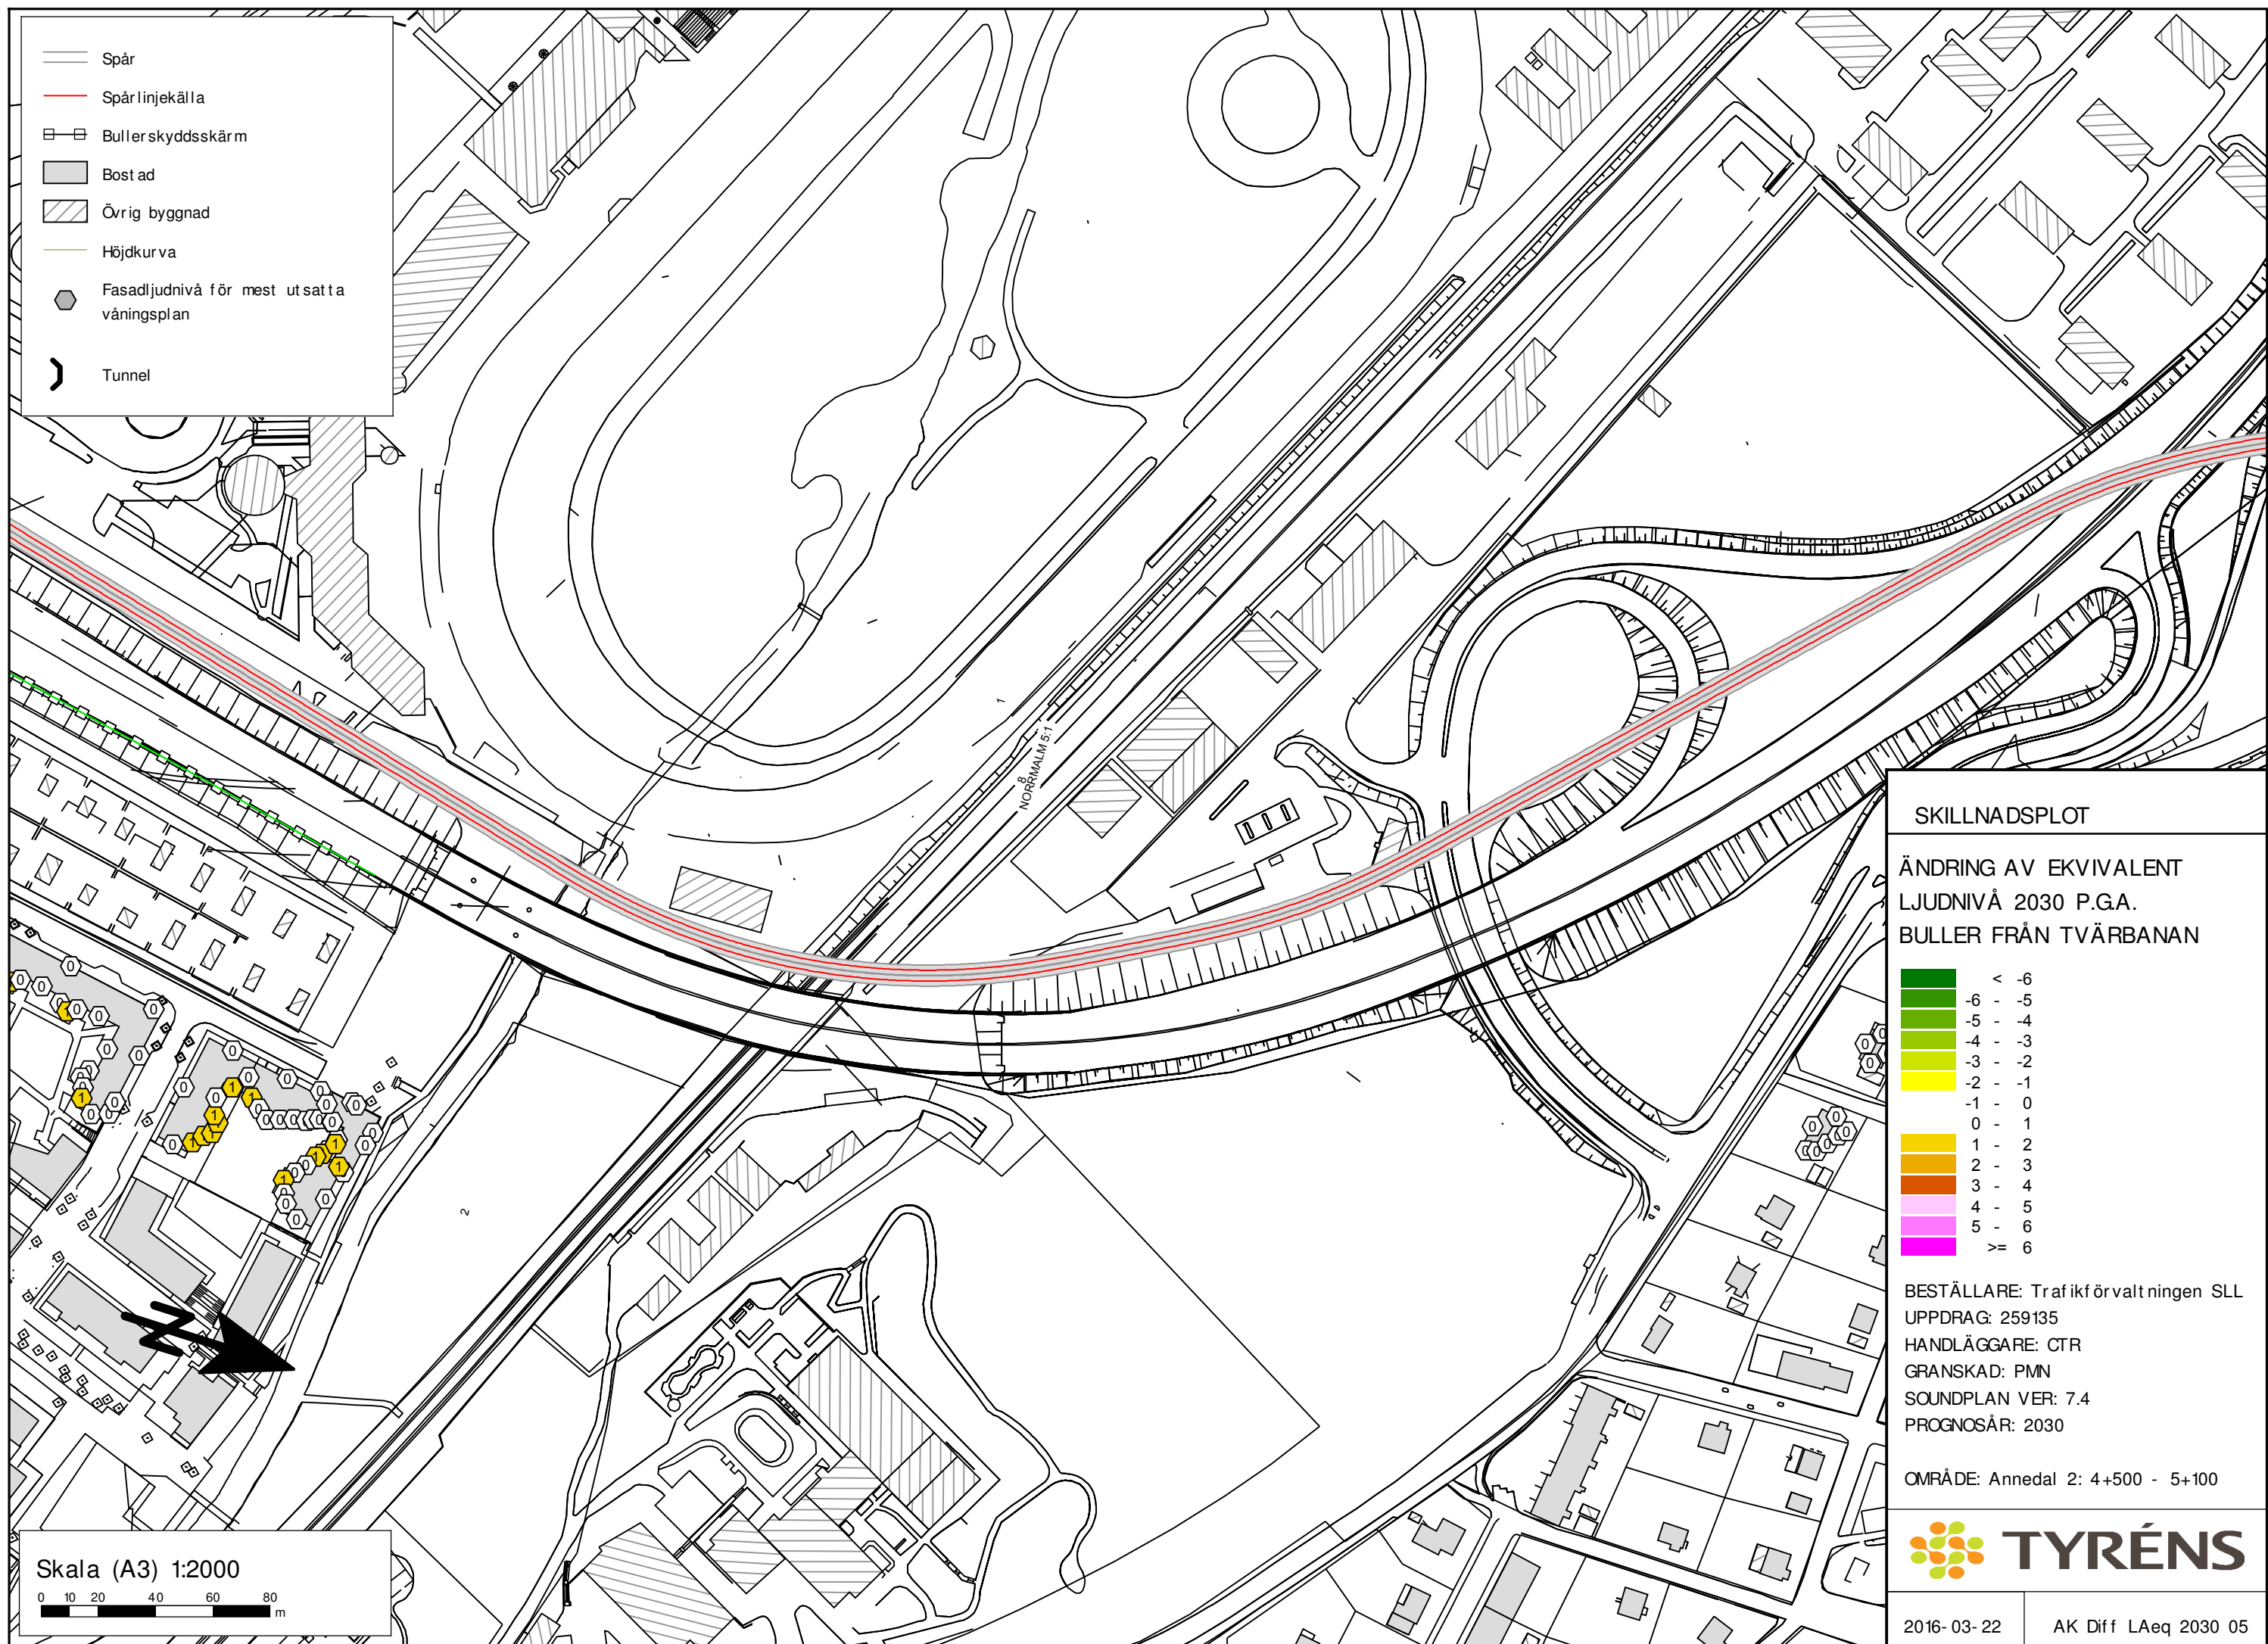 Spår
Spårlinjekälla
Bullerskyddsskärm
Bostad
Övrig byggnad
Höjdkurva
Fasadljudnivå för mest utsatta
våningsplan
Tunnel
1
8
NORRMALM 5:1
2
SKILLNADSPLOT
ÄNDRING AV EKVIVALENT
LJUDNIVÅ 2030 P.G.A.
BULLER FRÅN TVÄRBANAN
< -6
-6 - -5
-5 - -4
-4 - -3
-3 - -2
-2 - -1
-1 - 0
0 - 1
1 - 2
2 - 3
3 - 4
4 - 5
5 - 6
>= 6
BESTÄLLARE: Trafikförvaltningen SLL
UPPDRAG: 259135
HANDLÄGGARE: CTR
GRANSKAD: PMN
SOUNDPLAN VER: 7.4
PROGNOSÅR: 2030
OMRÅDE: Annedal 2: 4+500 - 5+100
TYRÉNS
2016-03-22
AK Diff LAeq 2030 05
Skala (A3) 1:2000
0 10 20 40 60 80
m